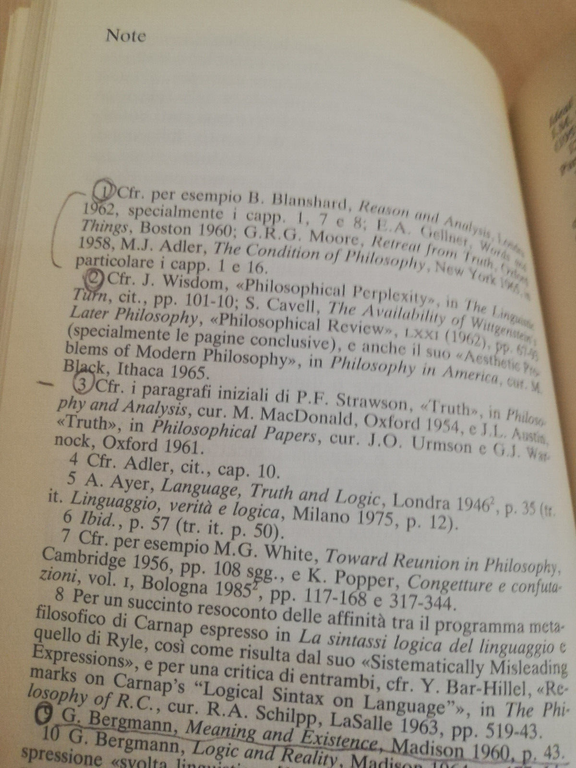 Note
1 Cfr. per esempio B. Blanshard, Reason and Analysis, Londra
1962, specialmente i capp. 1, 7 e 8; E.A. Gellner, Words and
Things, Boston 1960; G.R.G. Moore, Retreat from Truth, Oxford
1958, M.J. Adler, The Condition of Philosophy, New York 1965, in
particolare i capp. 1 e 16.
2 Cfr. J. Wisdom, «Philosophical Perplexity», in The Linguistic
Turn, cit., pp. 101-10; S. Cavell, The Availability of Wittgenstein's
Later Philosophy, «Philosophical Review», LXXI (1962), pp. 67-93
(specialmente le pagine conclusive), e anche il suo «Aesthetic Pro-
blems of Modern Philosophy», in Philosophy in America, cur. M.
Black, Ithaca 1965.
3 Cfr. i paragrafi iniziali di P.F. Strawson, «Truth», in Philoso-
phy and Analysis, cur. M. MacDonald, Oxford 1954, e J.L. Austin,
«Truth», in Philosophical Papers, cur. J.O. Urmson e G.J. War-
nock, Oxford 1961.
4 Cfr. Adler, cit., cap. 10.
5 A. Ayer, Language, Truth and Logic, Londra 1946², p. 35 (tr.
it. Linguaggio, verità e logica, Milano 1975, p. 12).
6 Ibid., p. 57 (tr. it. p. 50).
7 Cfr. per esempio M.G. White, Toward Reunion in Philosophy,
Cambridge 1956, pp. 108 sgg., e K. Popper, Congetture e confuta-
zioni, vol. I, Bologna 1985², pp. 117-168 e 317-344.
8 Per un succinto resoconto delle affinità tra il programma meta-
filosofico di Carnap espresso in La sintassi logica del linguaggio e
quello di Ryle, così come risulta dal suo «Sistematically Misleading
Expressions», e per una critica di entrambi, cfr. Y. Bar-Hillel, «Re-
marks on Carnap's "Logical Sintax on Language"», in The Phi-
losophy of R.C., cur. R.A. Schilpp, LaSalle 1963, pp. 519-43.
9 G. Bergmann, Meaning and Existence, Madison 1960, p. 43.
10 G. Bergmann, Logic and Reality, Madison
spressione «svolta